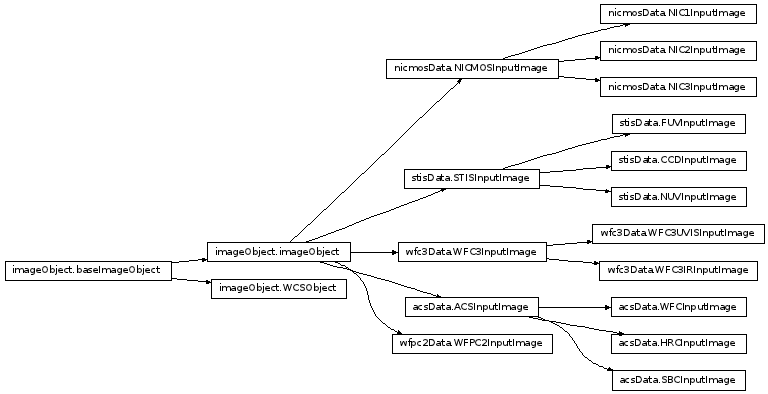 nicmosData.NIC1InputImage
nicmosData.NIC2InputImage
nicmosData.NICMOSInputImage
nicmosData.NIC3InputImage
stisData.FUVInputImage
stisData.CCDInputImage
stisData.STISInputImage
stisData.NUVInputImage
wfc3Data.WFC3UVISInputImage
imageObject.imageObject
wfc3Data.WFC3InputImage
imageObject.baseImageObject
wfc3Data.WFC3IRInputImage
imageObject.WCSObject
acsData.ACSInputImage
acsData.WFCInputImage
wfpc2Data.WFPC2InputImage
acsData.HRCInputImage
acsData.SBCInputImage